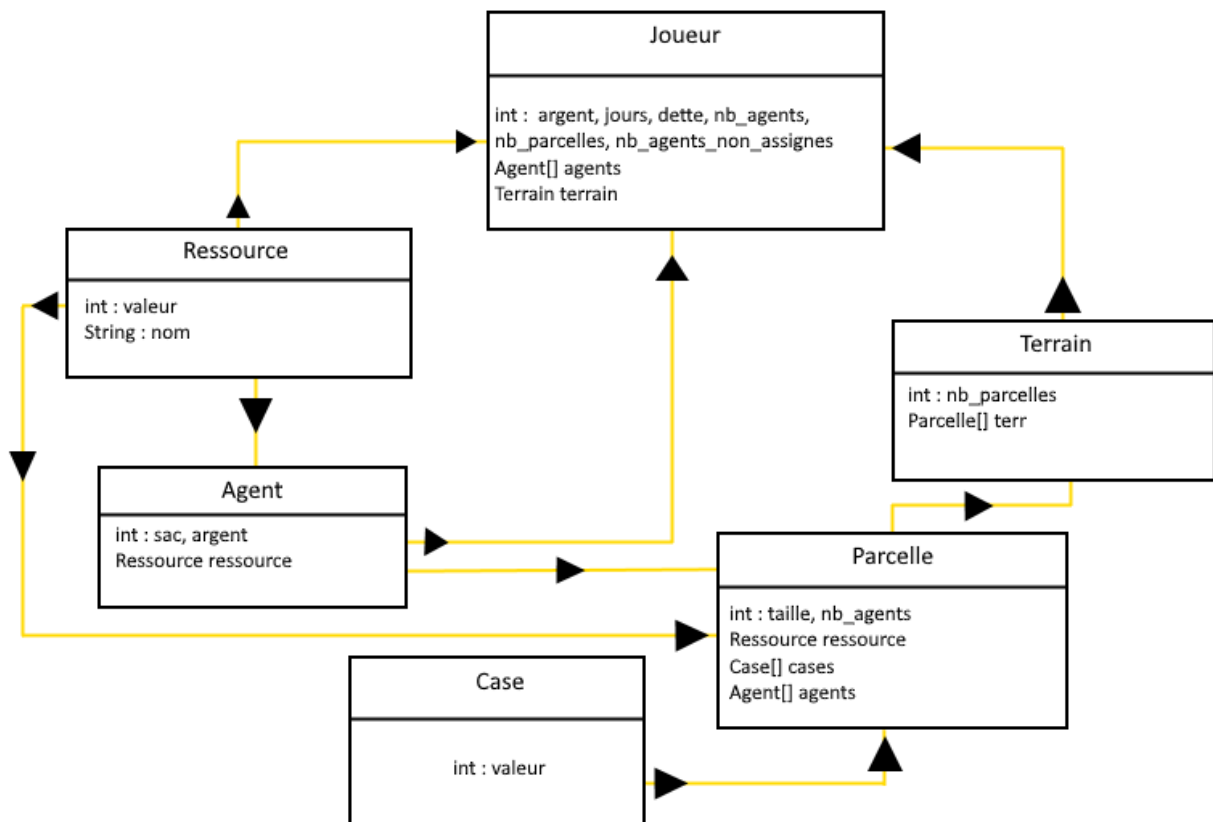 Joueur
int :  argent, jours, dette, nb_agents,
nb_parcelles, nb_agents_non_assignes
Agent[] agents
Terrain terrain
Ressource
int : valeur
String : nom
Terrain
int : nb_parcelles
Parcelle[] terr
Agent
int : sac, argent
Ressource ressource
Parcelle
int : taille, nb_agents
Ressource ressource
Case[] cases
Agent[] agents
Case
int : valeur